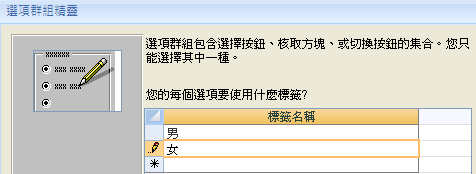 選項群組精靈
選項群組包含選擇按鈕、核取方塊、或切換按鈕的集合。您只
能選擇其中一種。
您的每個選項要使用什麼標籤?
標籤名稱
男
女